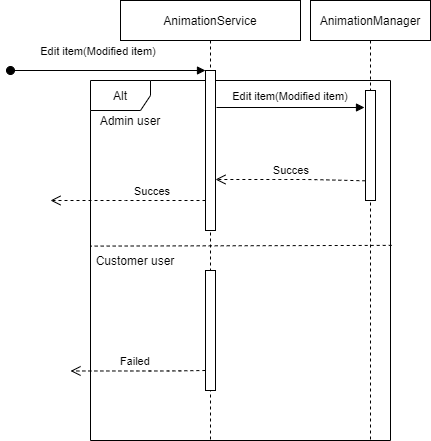 AnimationService
AnimationManager
Edit item(Modified item)
Alt
Edit item(Modified item)
Admin user
Succes
Succes
Customer user
Failed